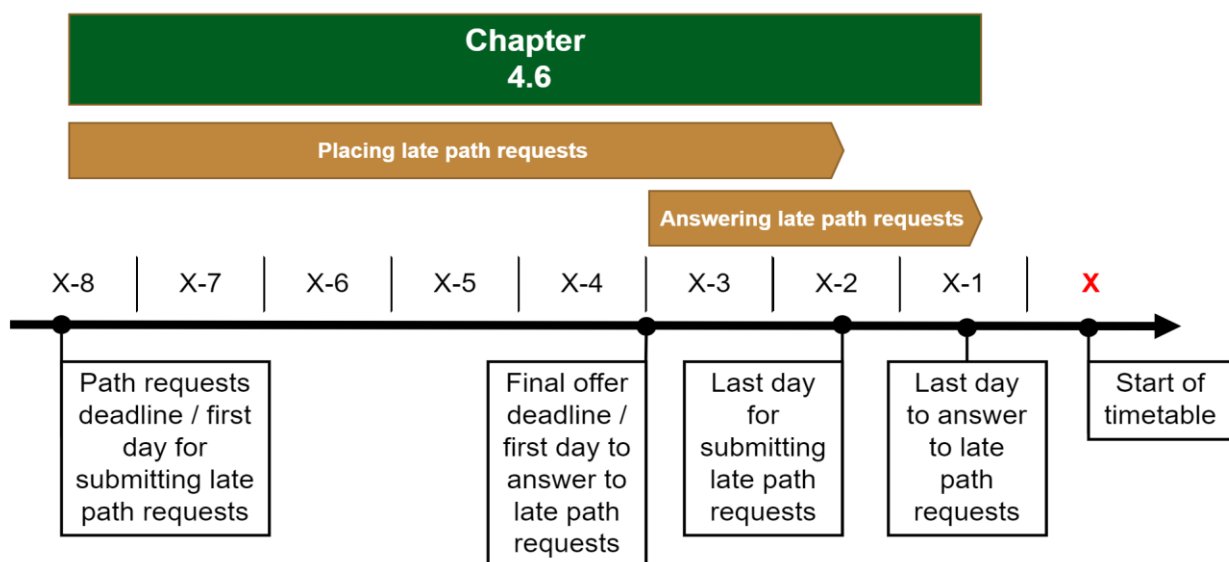 Chapter
4.6
Placing late path requests
Answering late path requests
X-8
X-7
X-6
X-5
X-4
X-3
X-2
X-1
X
Path requests
deadline / first
day for
submitting late
path requests
Final offer
deadline /
first day to
answer to
late path
requests
Last day
for
submitting
late path
requests
Last day
to answer
to late
path
requests
Start of
timetable